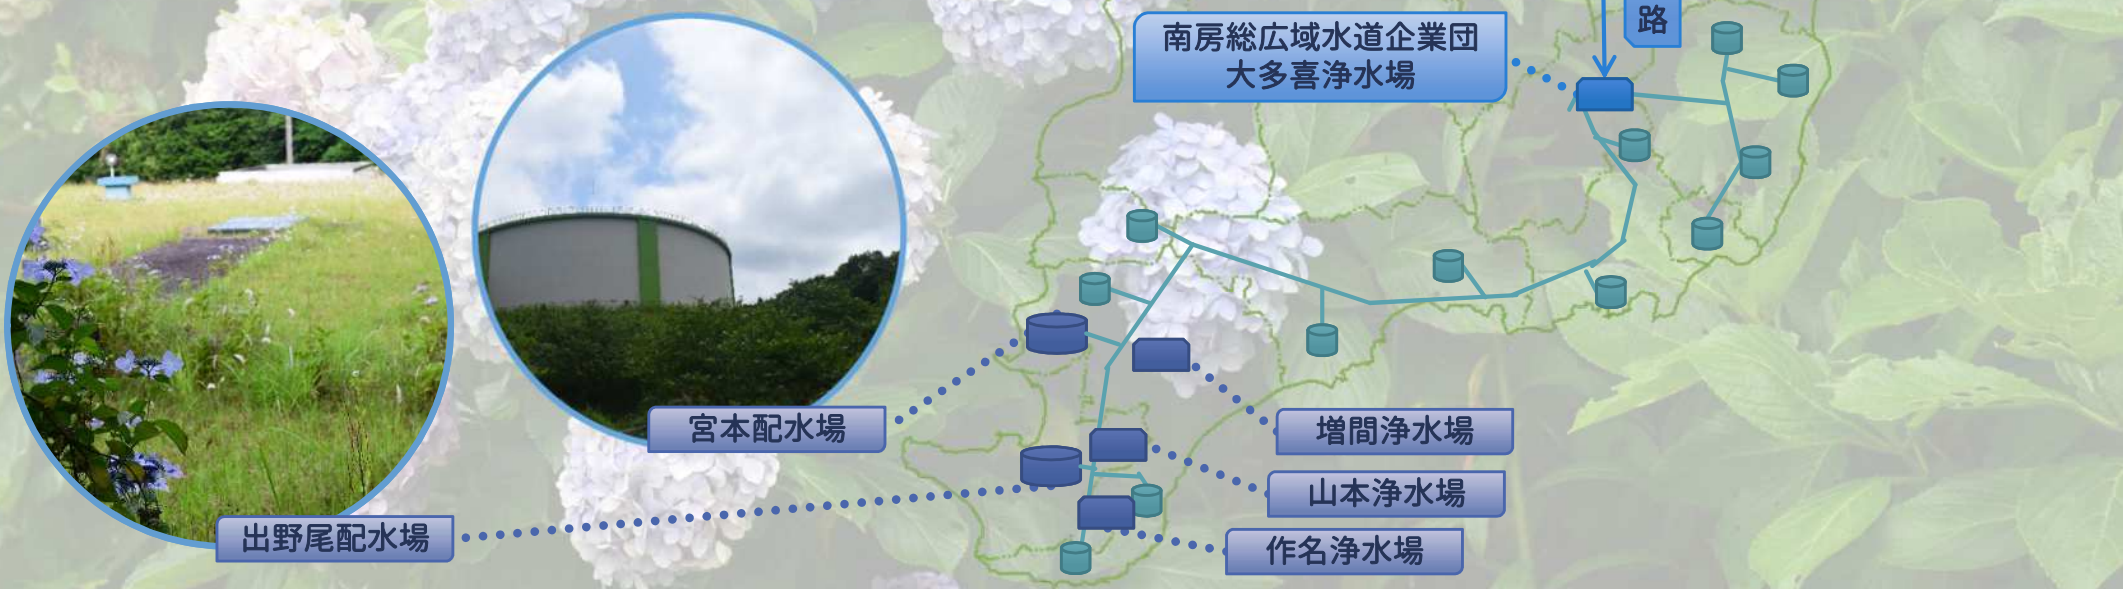 路
南房総広域水道企業団
大多喜浄水場
宮本配水場
増間浄水場
山本浄水場
出野尾配水場
作名浄水場